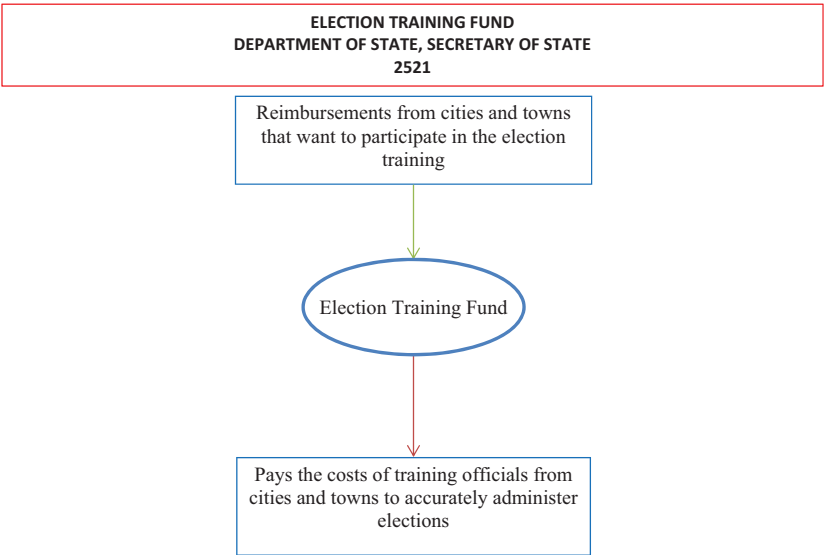 ELECTION TRAINING FUND
DEPARTMENT OF STATE, SECRETARY OF STATE
2521
Reimbursements from cities and towns
that want to participate in the election
training
Election Training Fund
Pays the costs of training officials from
cities and towns to accurately administer
elections